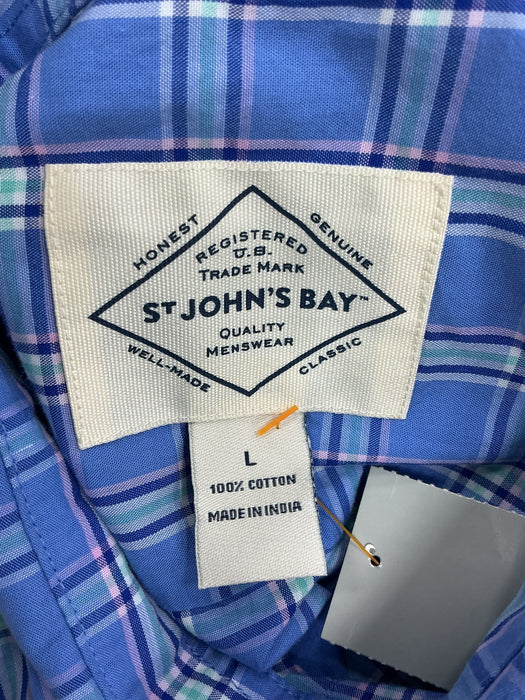 HONEST
GENUINE
REGISTERED
U.S.
TRADE MARK
ST JOHN'S BAY™
QUALITY
MENSWEAR
WELL-MADE
CLASSIC
L
100% COTTON
MADE IN INDIA